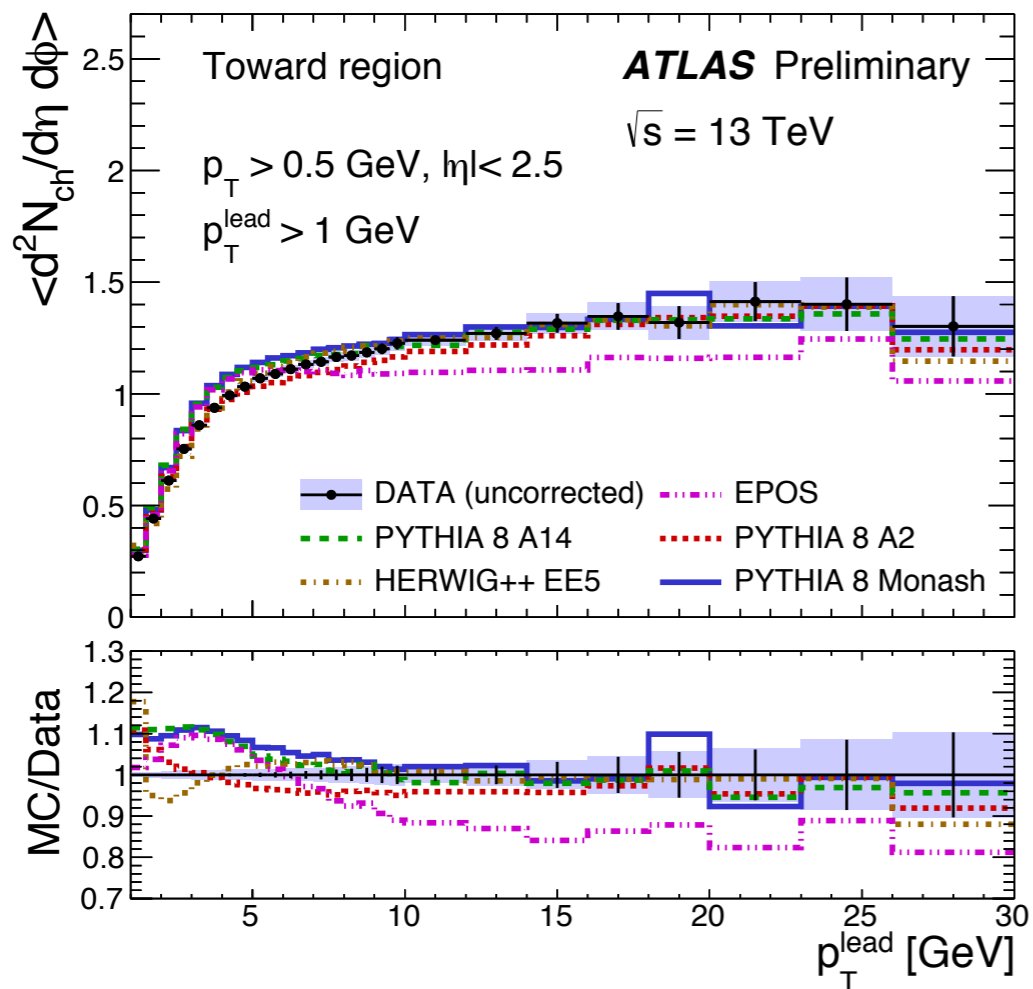 <d²N_ch/dη dφ>
2.5
2
1.5
1
0.5
0
Toward region
ATLAS Preliminary
√s = 13 TeV
p_T > 0.5 GeV, |η|< 2.5
p_T^lead > 1 GeV
DATA (uncorrected)
EPOS
PYTHIA 8 A14
PYTHIA 8 A2
HERWIG++ EE5
PYTHIA 8 Monash
MC/Data
1.3
1.2
1.1
1
0.9
0.8
0.7
5 10 15 20 25 30
p_T^lead [GeV]